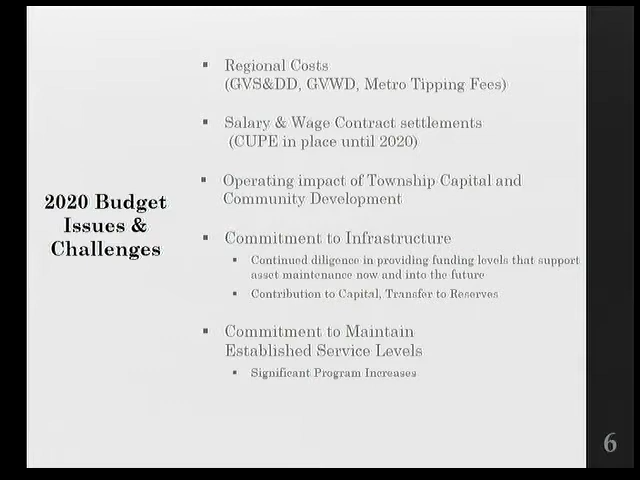 2020 Budget
Issues &
Challenges
▪ Regional Costs
(GVS&DD, GVWD, Metro Tipping Fees)
▪ Salary & Wage Contract settlements
(CUPE in place until 2020)
▪ Operating impact of Township Capital and
Community Development
▪ Commitment to Infrastructure
▪ Continued diligence in providing funding levels that support
asset maintenance now and into the future
▪ Contribution to Capital, Transfer to Reserves
▪ Commitment to Maintain
Established Service Levels
▪ Significant Program Increases
6